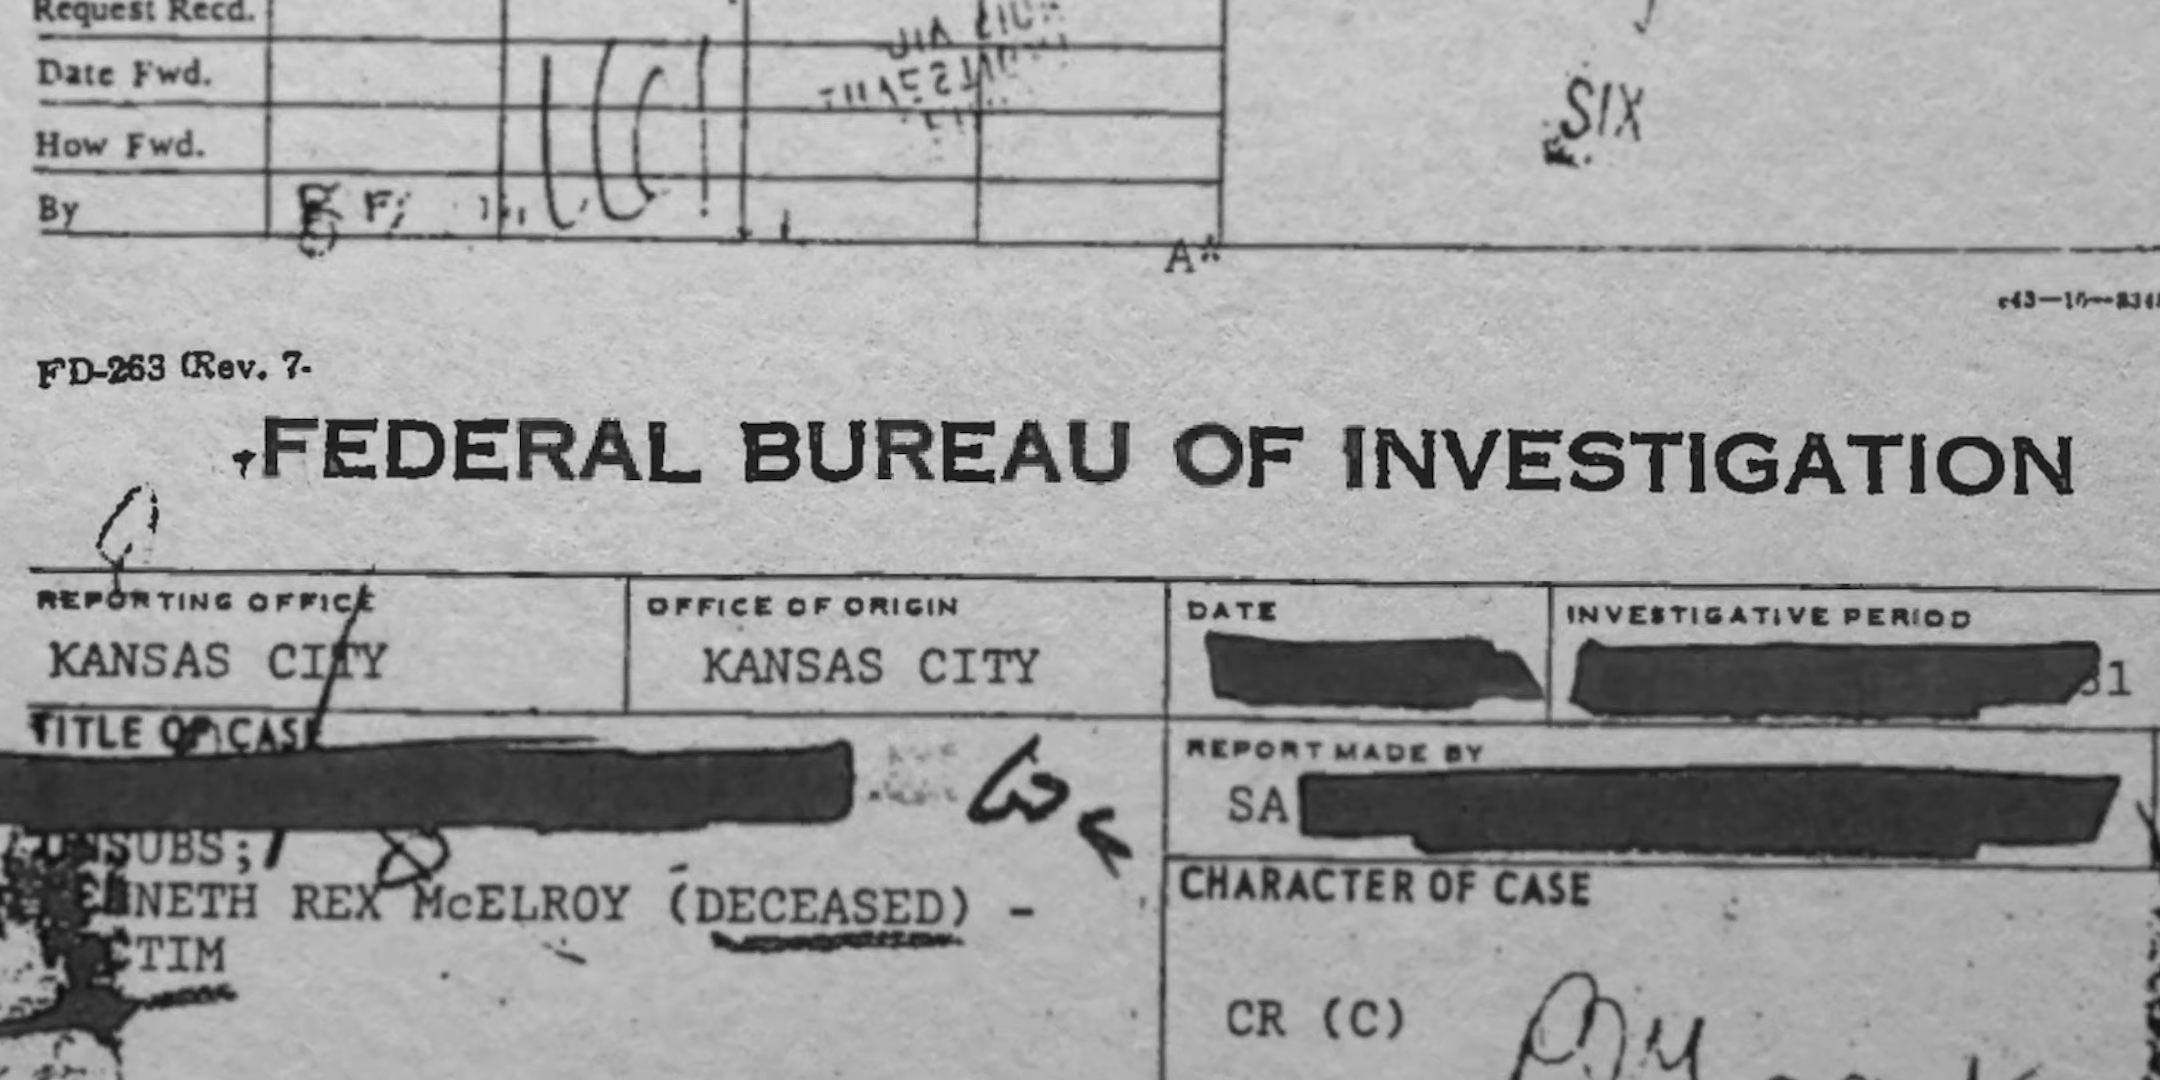 Request Recd.
Date Fwd.
How Fwd.
By
SIX
A*
FD-263 (Rev. 7-
FEDERAL BUREAU OF INVESTIGATION
REPORTING OFFICE
KANSAS CITY
OFFICE OF ORIGIN
KANSAS CITY
DATE
INVESTIGATIVE PERIOD
TITLE OF CASE
REPORT MADE BY
SA
UNSUBS;
KENNETH REX McELROY (DECEASED) -
VICTIM
CHARACTER OF CASE
CR (C)